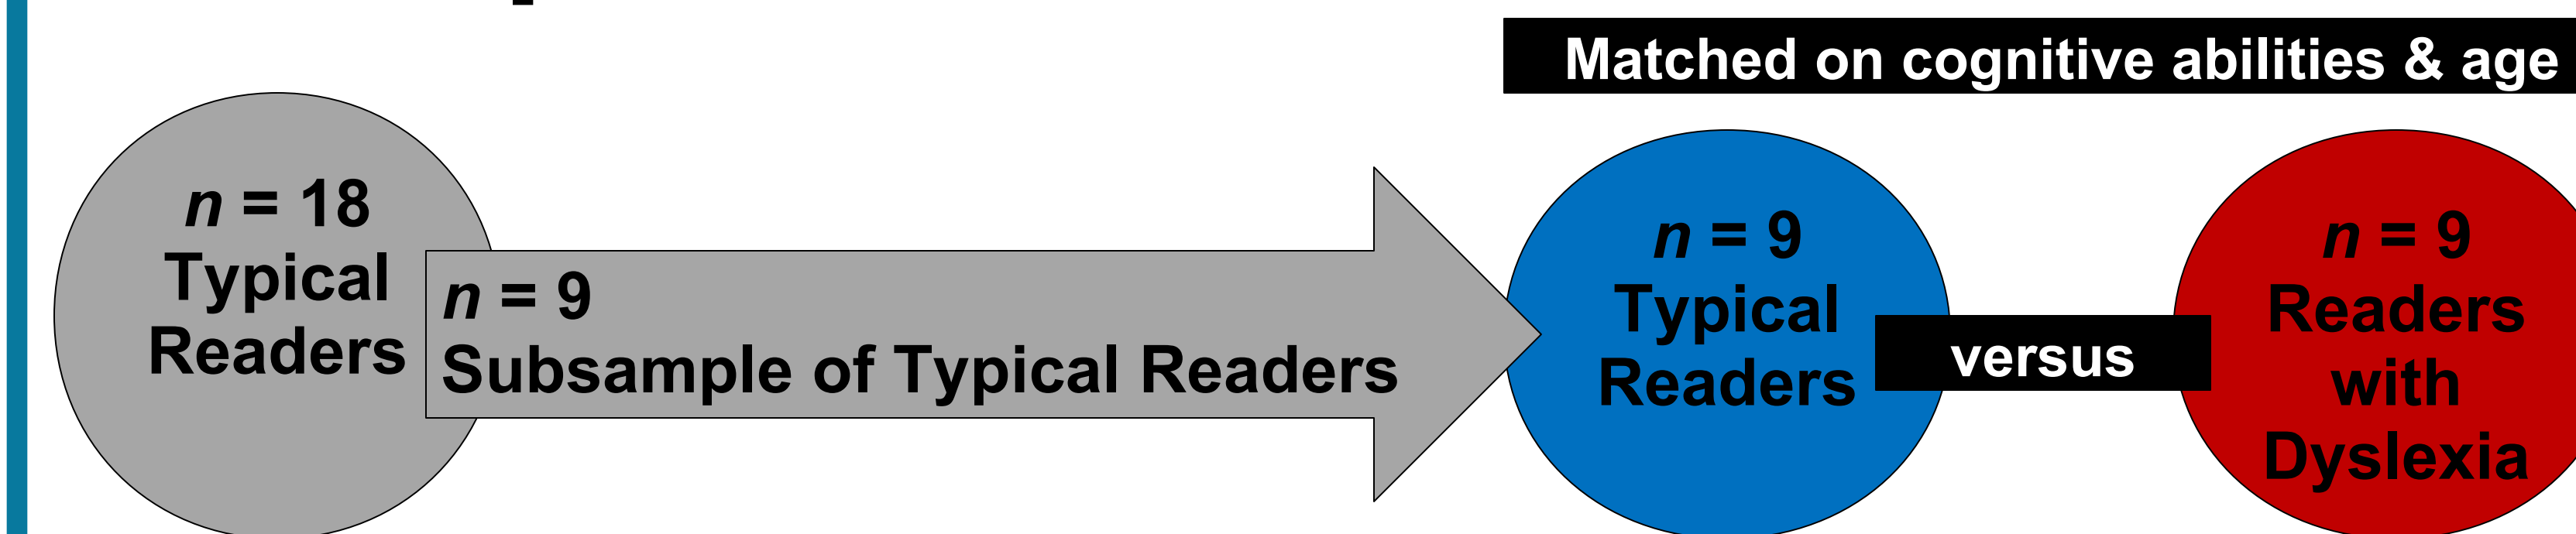 Matched on cognitive abilities & age
n = 18
Typical
Readers
n = 9
Subsample of Typical Readers
n = 9
Typical
Readers
versus
n = 9
Readers
with
Dyslexia